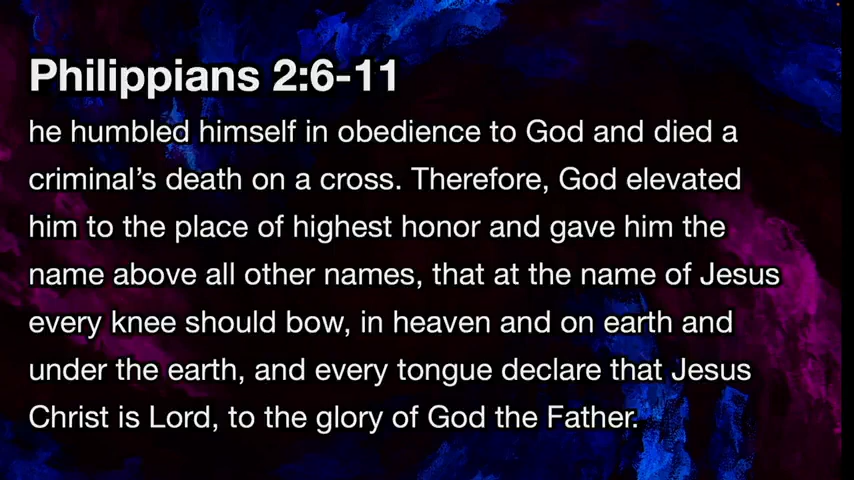 Philippians 2:6-11
he humbled himself in obedience to God and died a
criminal’s death on a cross. Therefore, God elevated
him to the place of highest honor and gave him the
name above all other names, that at the name of Jesus
every knee should bow, in heaven and on earth and
under the earth, and every tongue declare that Jesus
Christ is Lord, to the glory of God the Father.